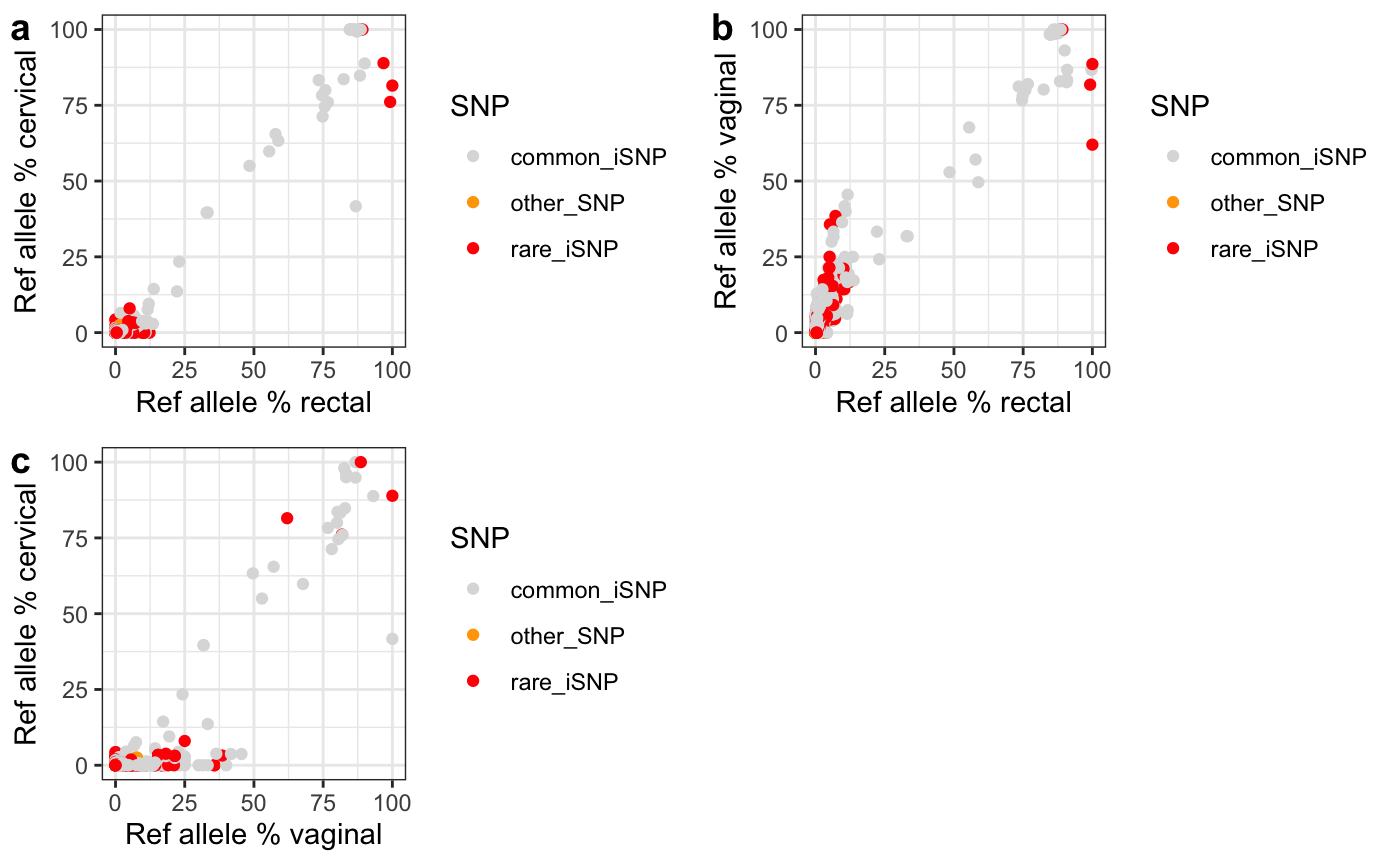 a
Ref allele % cervical
100
75
50
25
0
0 25 50 75 100
Ref allele % rectal
SNP
common_iSNP
other_SNP
rare_iSNP
b
Ref allele % vaginal
100
75
50
25
0
0 25 50 75 100
Ref allele % rectal
SNP
common_iSNP
other_SNP
rare_iSNP
c
Ref allele % cervical
100
75
50
25
0
0 25 50 75 100
Ref allele % vaginal
SNP
common_iSNP
other_SNP
rare_iSNP